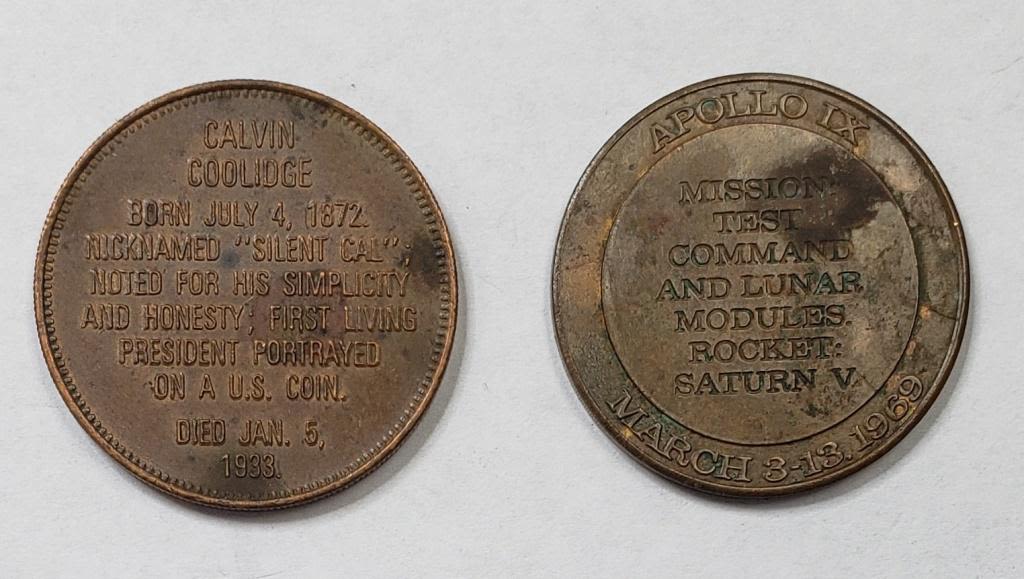 CALVIN
COOLIDGE
BORN JULY 4, 1872.
NICKNAMED "SILENT CAL";
NOTED FOR HIS SIMPLICITY
AND HONESTY; FIRST LIVING
PRESIDENT PORTRAYED
ON A U.S. COIN.
DIED JAN. 5,
1933.
APOLLO IX
MISSION:
TEST
COMMAND
AND LUNAR
MODULES.
ROCKET:
SATURN V.
MARCH 3-13.1969